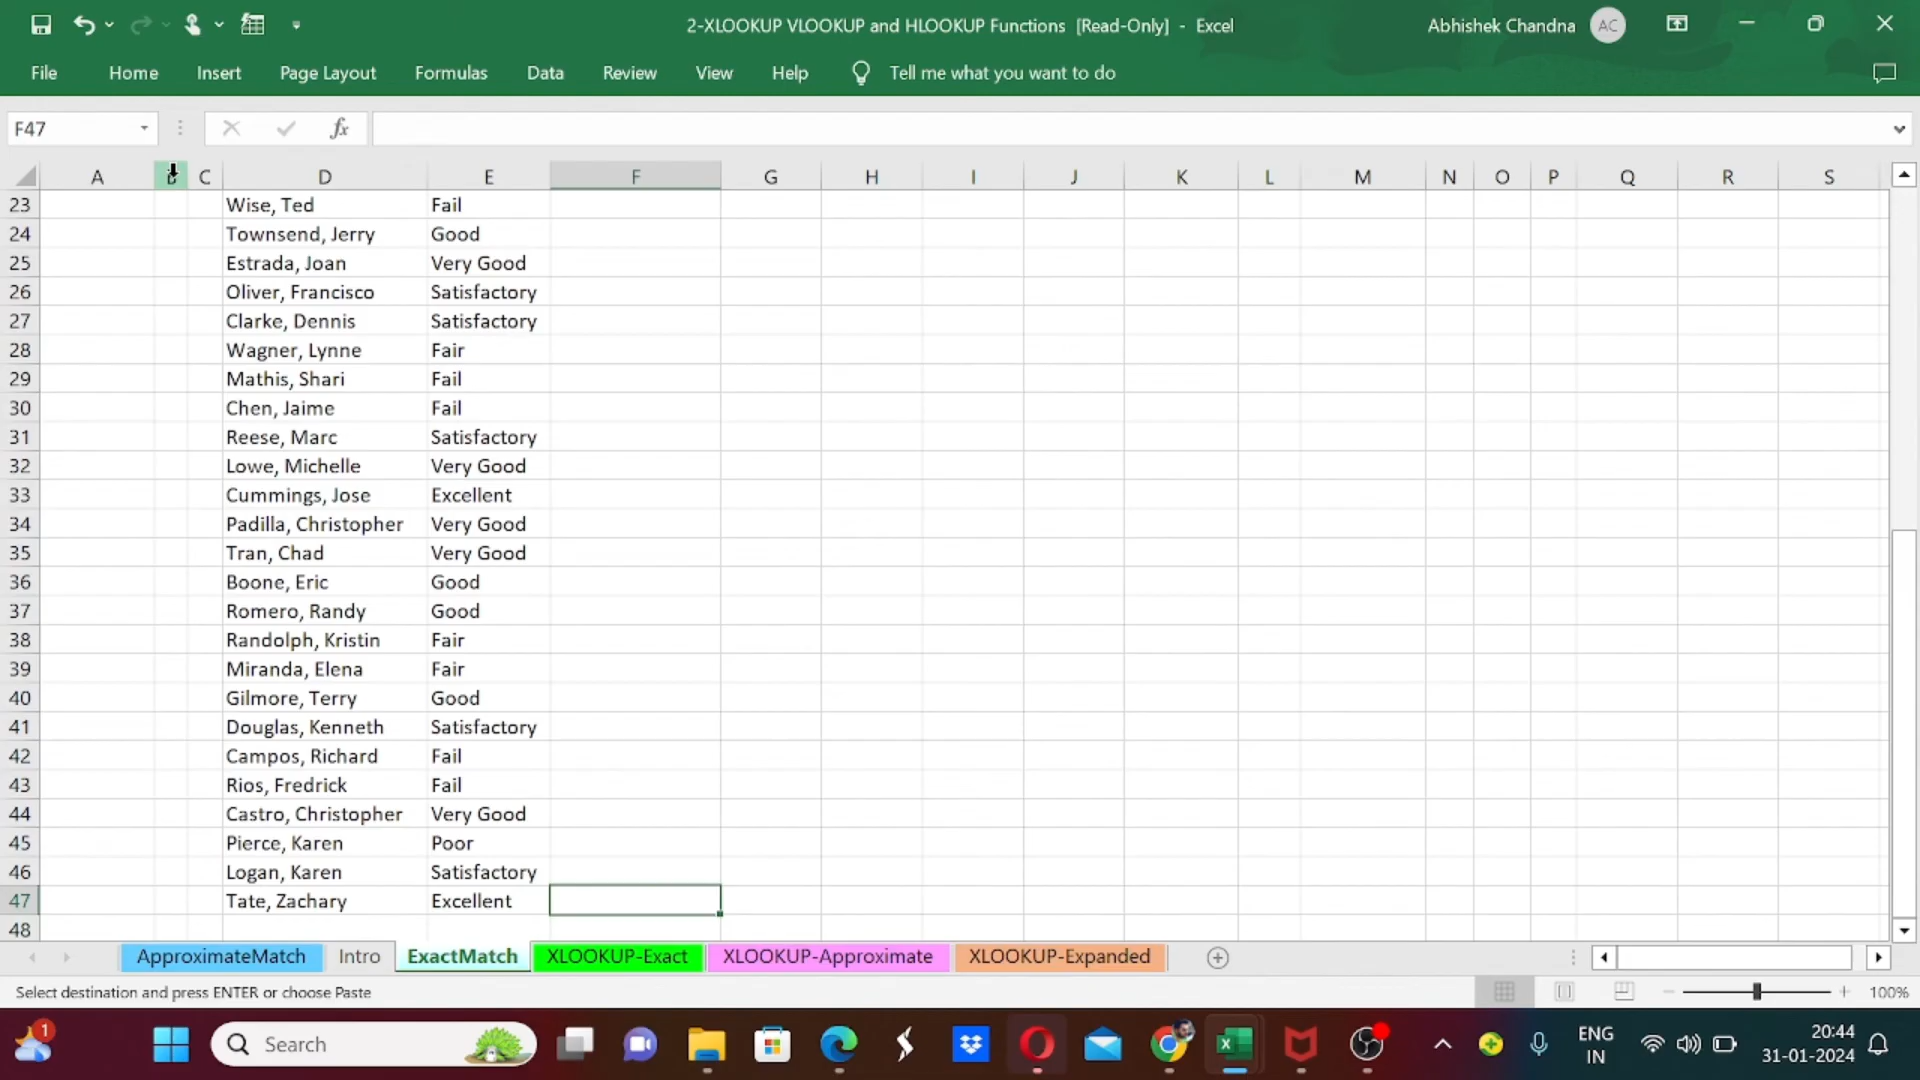 2-XLOOKUP VLOOKUP and HLOOKUP Functions [Read-Only] - Excel
Abhishek Chandna AC
File Home Insert Page Layout Formulas Data Review View Help Tell me what you want to do
F47 fx
A C D E F G H I J K L M N O P Q R S
23 Wise, Ted Fail
24 Townsend, Jerry Good
25 Estrada, Joan Very Good
26 Oliver, Francisco Satisfactory
27 Clarke, Dennis Satisfactory
28 Wagner, Lynne Fair
29 Mathis, Shari Fail
30 Chen, Jaime Fail
31 Reese, Marc Satisfactory
32 Lowe, Michelle Very Good
33 Cummings, Jose Excellent
34 Padilla, Christopher Very Good
35 Tran, Chad Very Good
36 Boone, Eric Good
37 Romero, Randy Good
38 Randolph, Kristin Fair
39 Miranda, Elena Fair
40 Gilmore, Terry Good
41 Douglas, Kenneth Satisfactory
42 Campos, Richard Fail
43 Rios, Fredrick Fail
44 Castro, Christopher Very Good
45 Pierce, Karen Poor
46 Logan, Karen Satisfactory
47 Tate, Zachary Excellent
48
ApproximateMatch Intro ExactMatch XLOOKUP-Exact XLOOKUP-Approximate XLOOKUP-Expanded
Select destination and press ENTER or choose Paste 100%
1 Search ENG 20:44
IN 31-01-2024